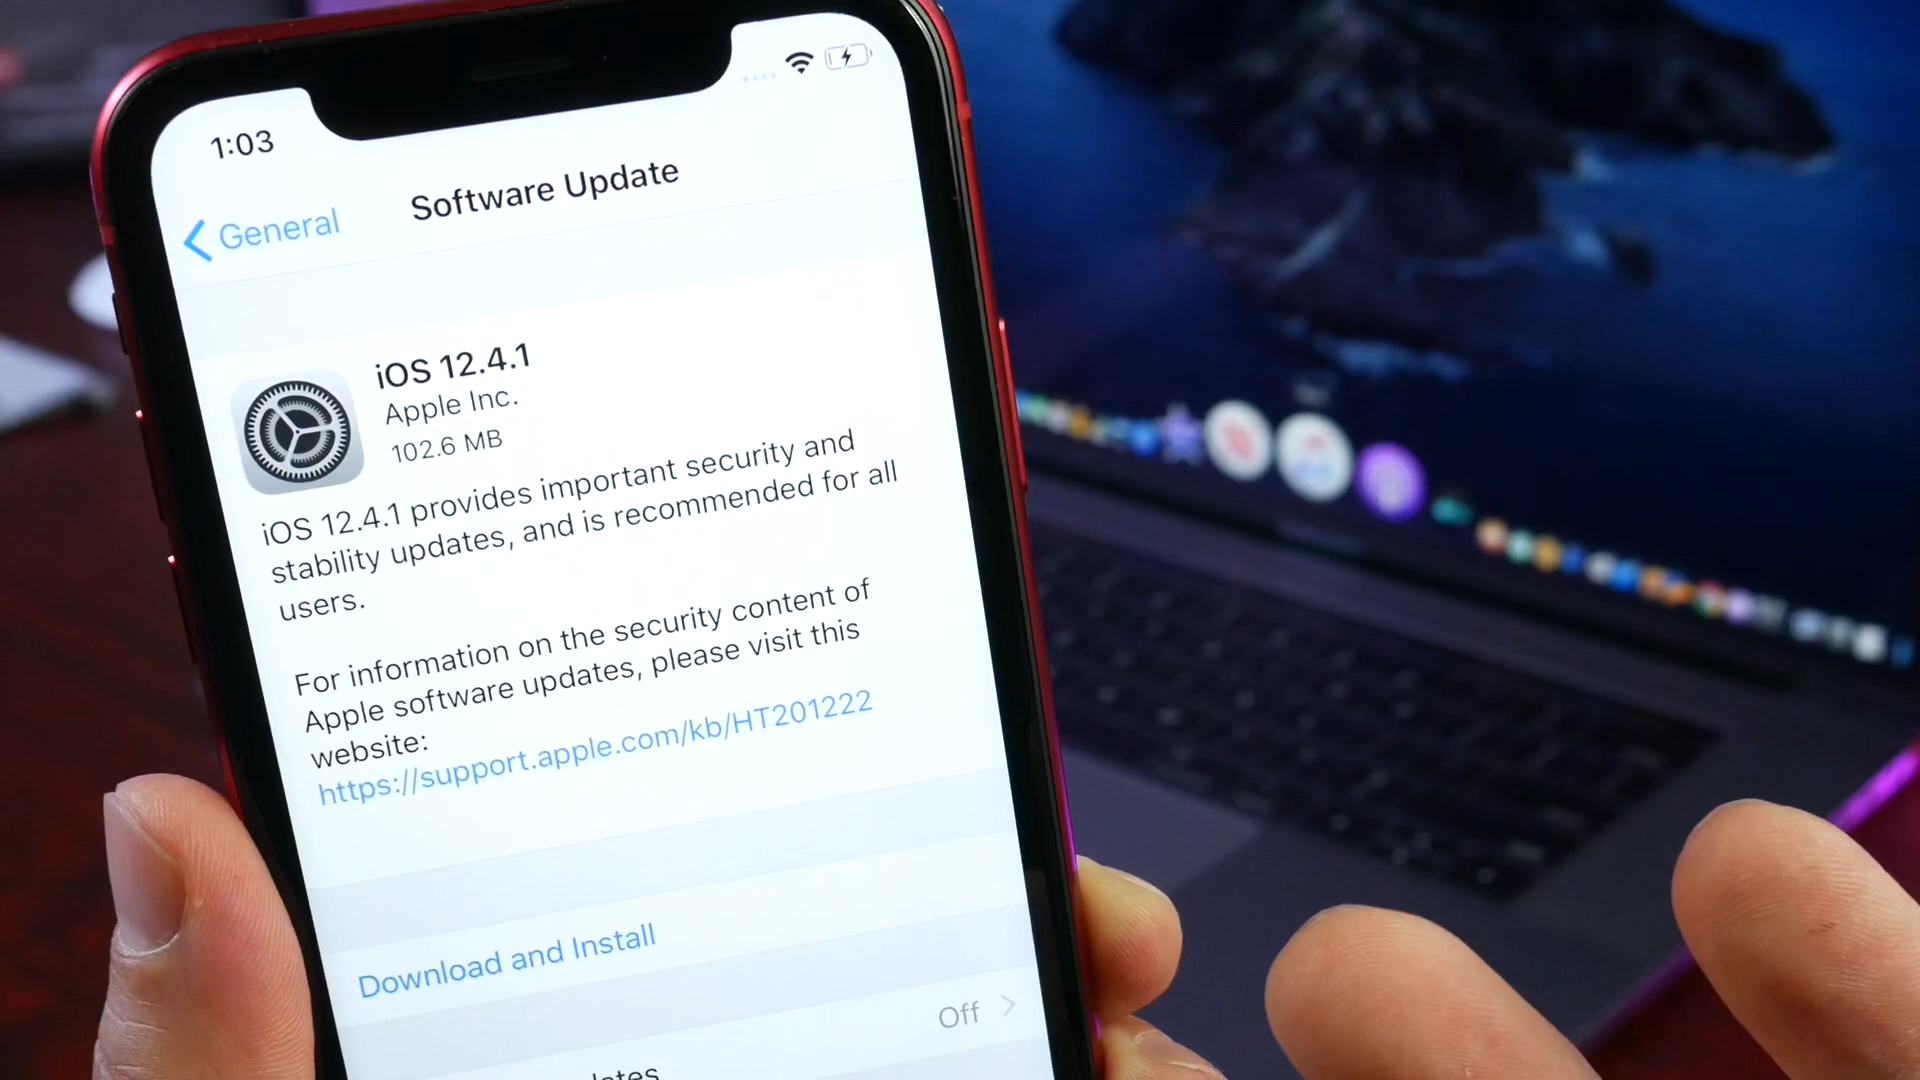 1:03
General
Software Update
iOS 12.4.1
Apple Inc.
102.6 MB
iOS 12.4.1 provides important security and
stability updates, and is recommended for all
users.
For information on the security content of
Apple software updates, please visit this
website:
https://support.apple.com/kb/HT201222
Download and Install
Off